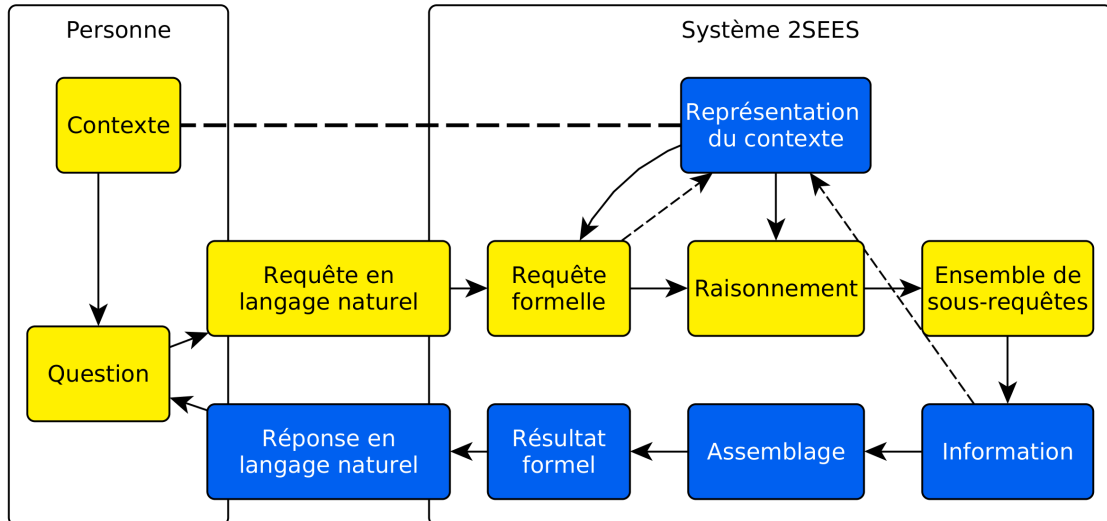 Personne
Système 2SEES
Contexte
Représentation
du contexte
Requête en
langage naturel
Requête
formelle
Raisonnement
Ensemble de
sous-requêtes
Question
Réponse en
langage naturel
Résultat
formel
Assemblage
Information